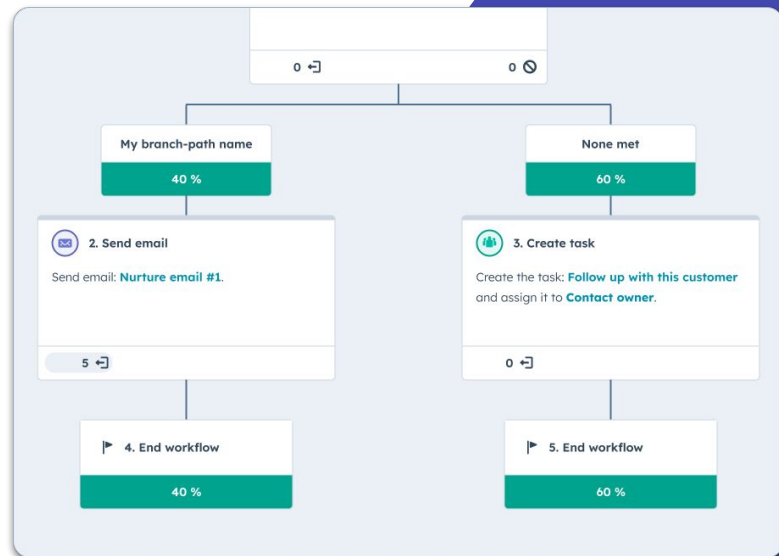 0
0
My branch-path name
None met
40 %
60 %
2. Send email
3. Create task
Send email: Nurture email #1.
Create the task: Follow up with this customer
and assign it to Contact owner.
5
0
4. End workflow
5. End workflow
40 %
60 %